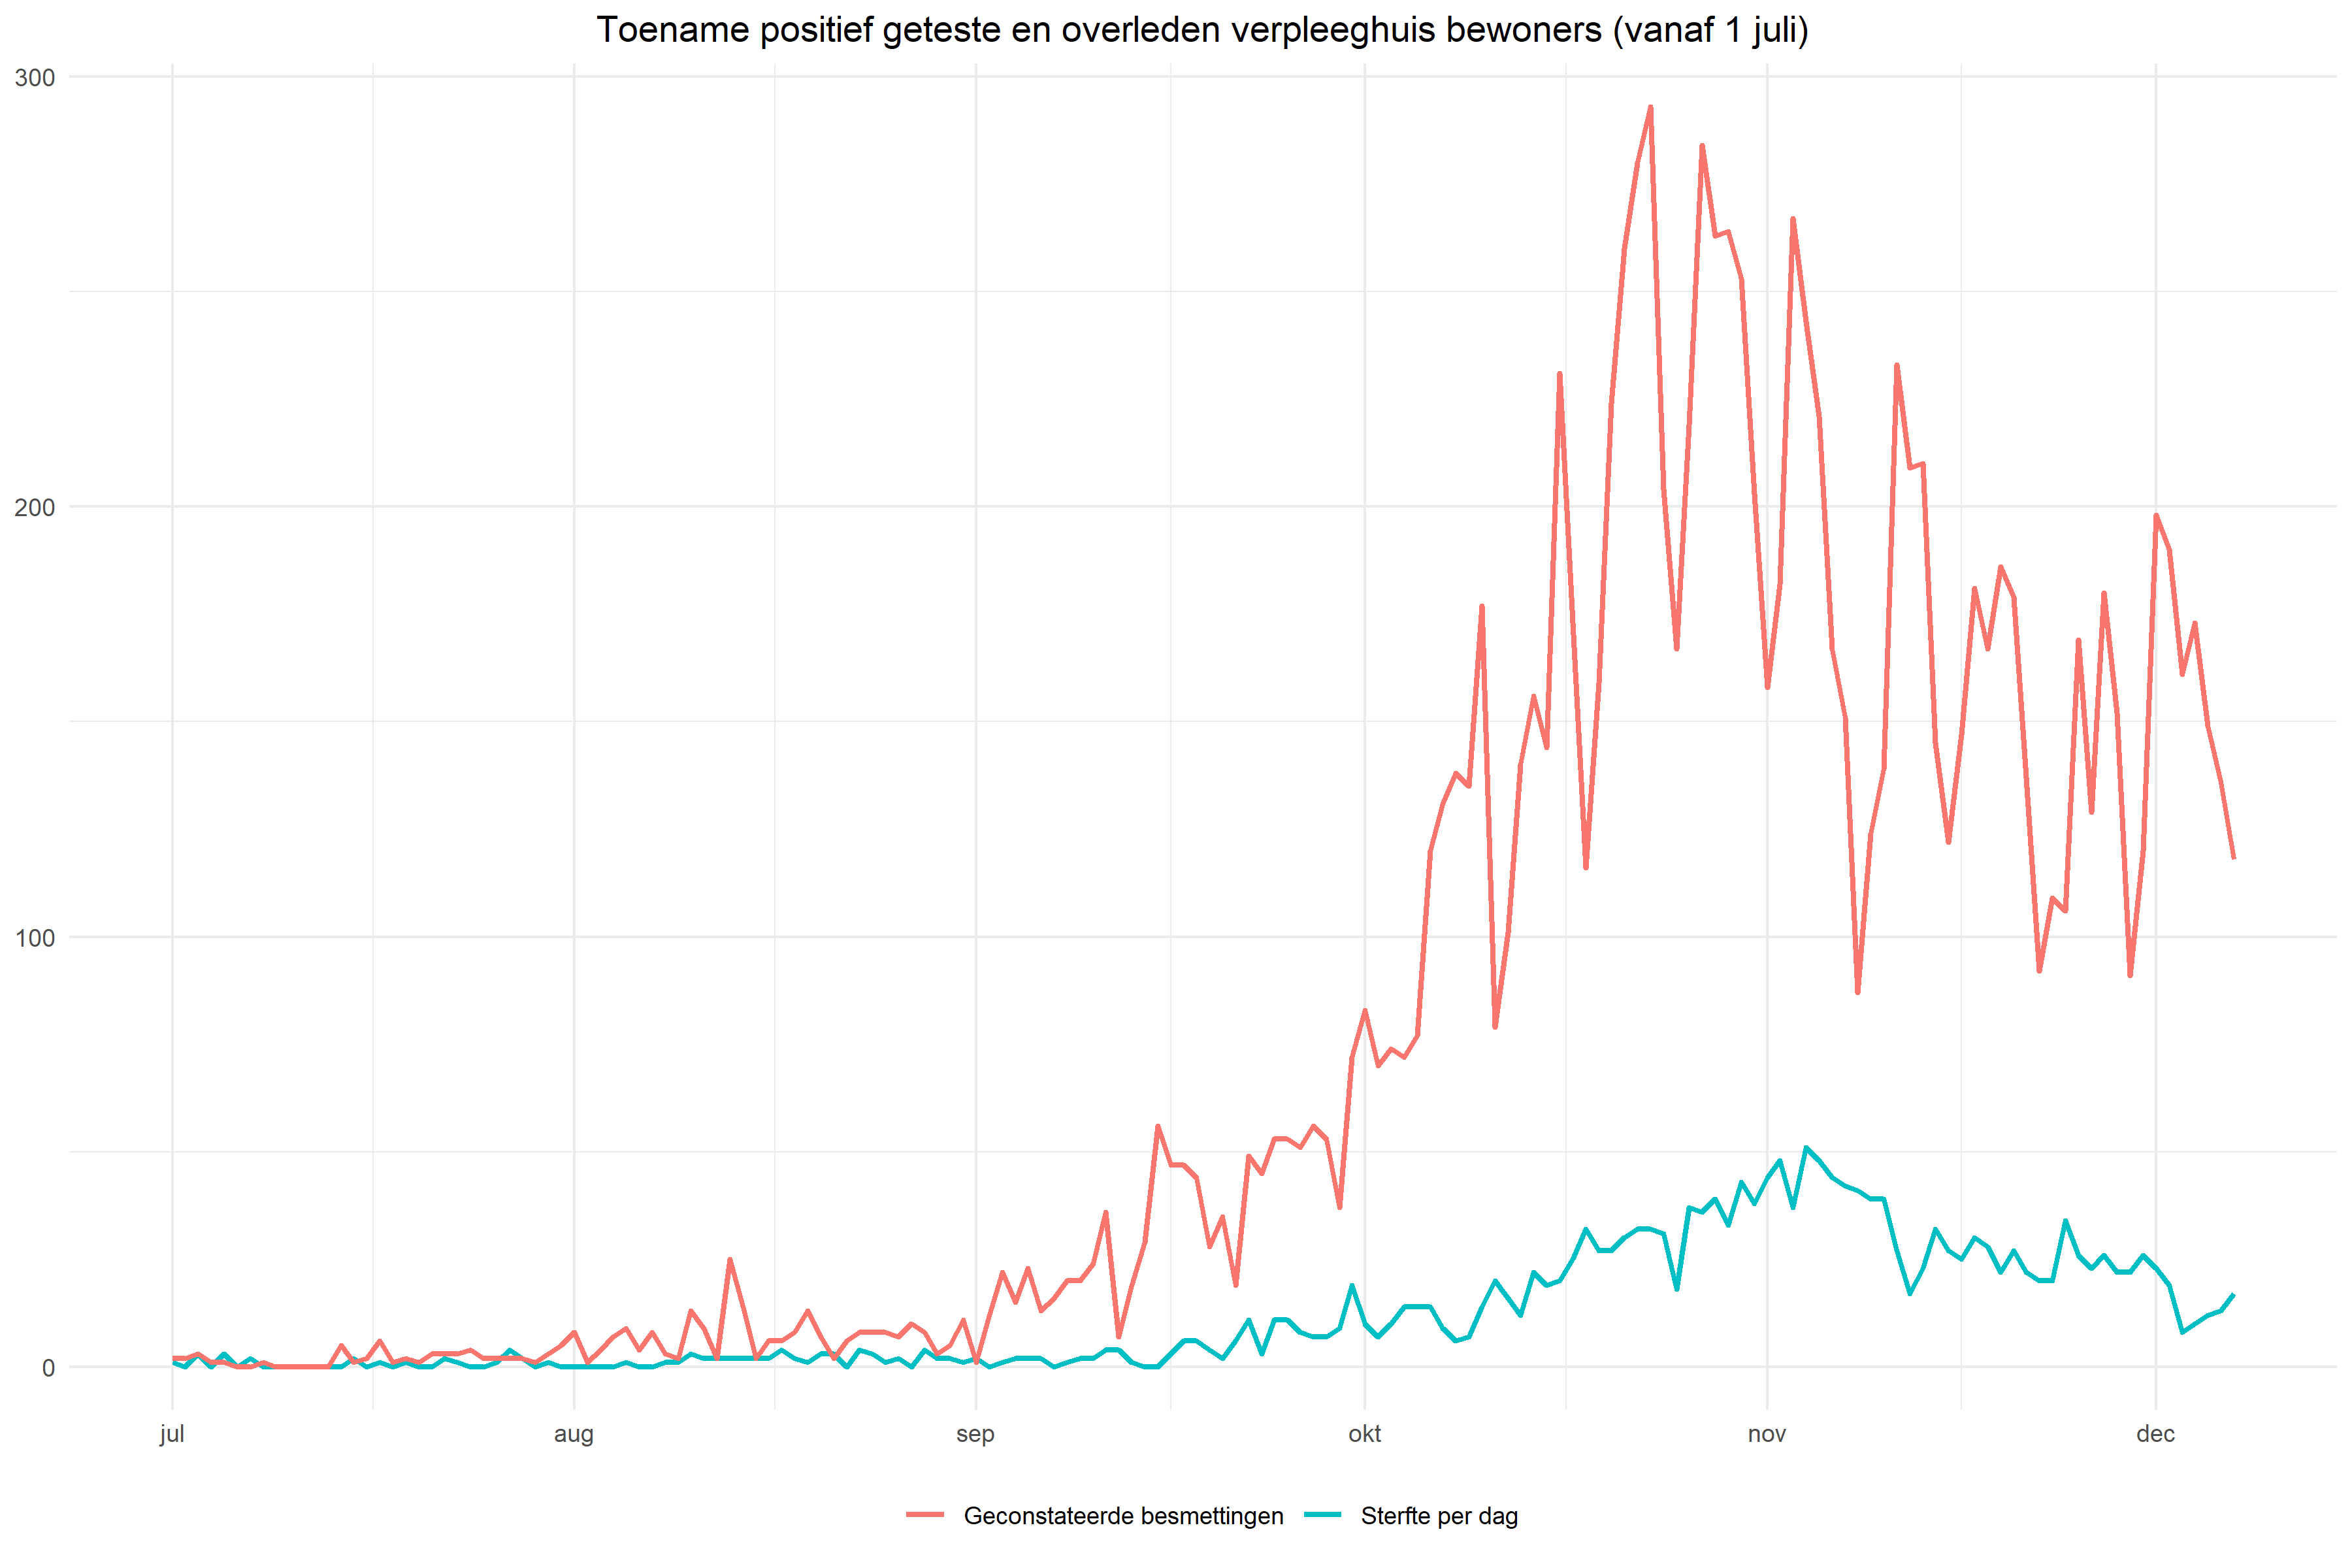 Toename positief geteste en overleden verpleeghuis bewoners (vanaf 1 juli)
300
200
100
0
jul aug sep okt nov dec
Geconstateerde besmettingen Sterfte per dag